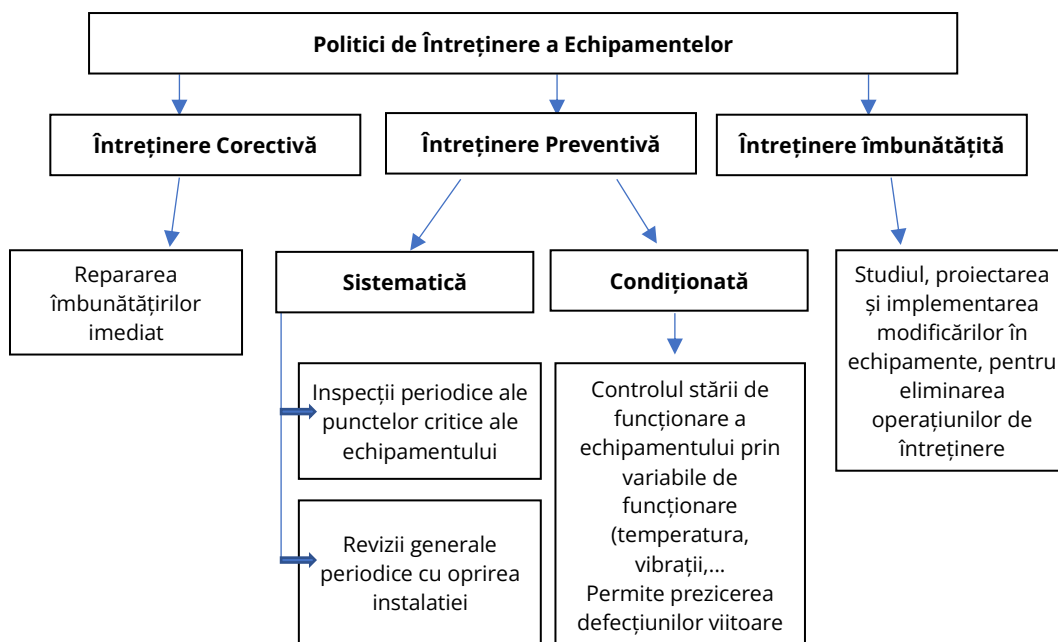 Politici de Întreținere a Echipamentelor
Întreținere Corectivă
Întreținere Preventivă
Întreținere îmbunătățită
Repararea
îmbunătățirilor
imediat
Sistematică
Condiționată
Studiul, proiectarea
și implementarea
modificărilor în
echipamente, pentru
eliminarea
operațiunilor de
întreținere
Inspecții periodice ale
punctelor critice ale
echipamentului
Controlul stării de
funcționare a
echipamentului prin
variabile de
funcționare
(temperatura,
vibrații,...
Permite prezicerea
defecțiunilor viitoare
Revizii generale
periodice cu oprirea
instalatiei